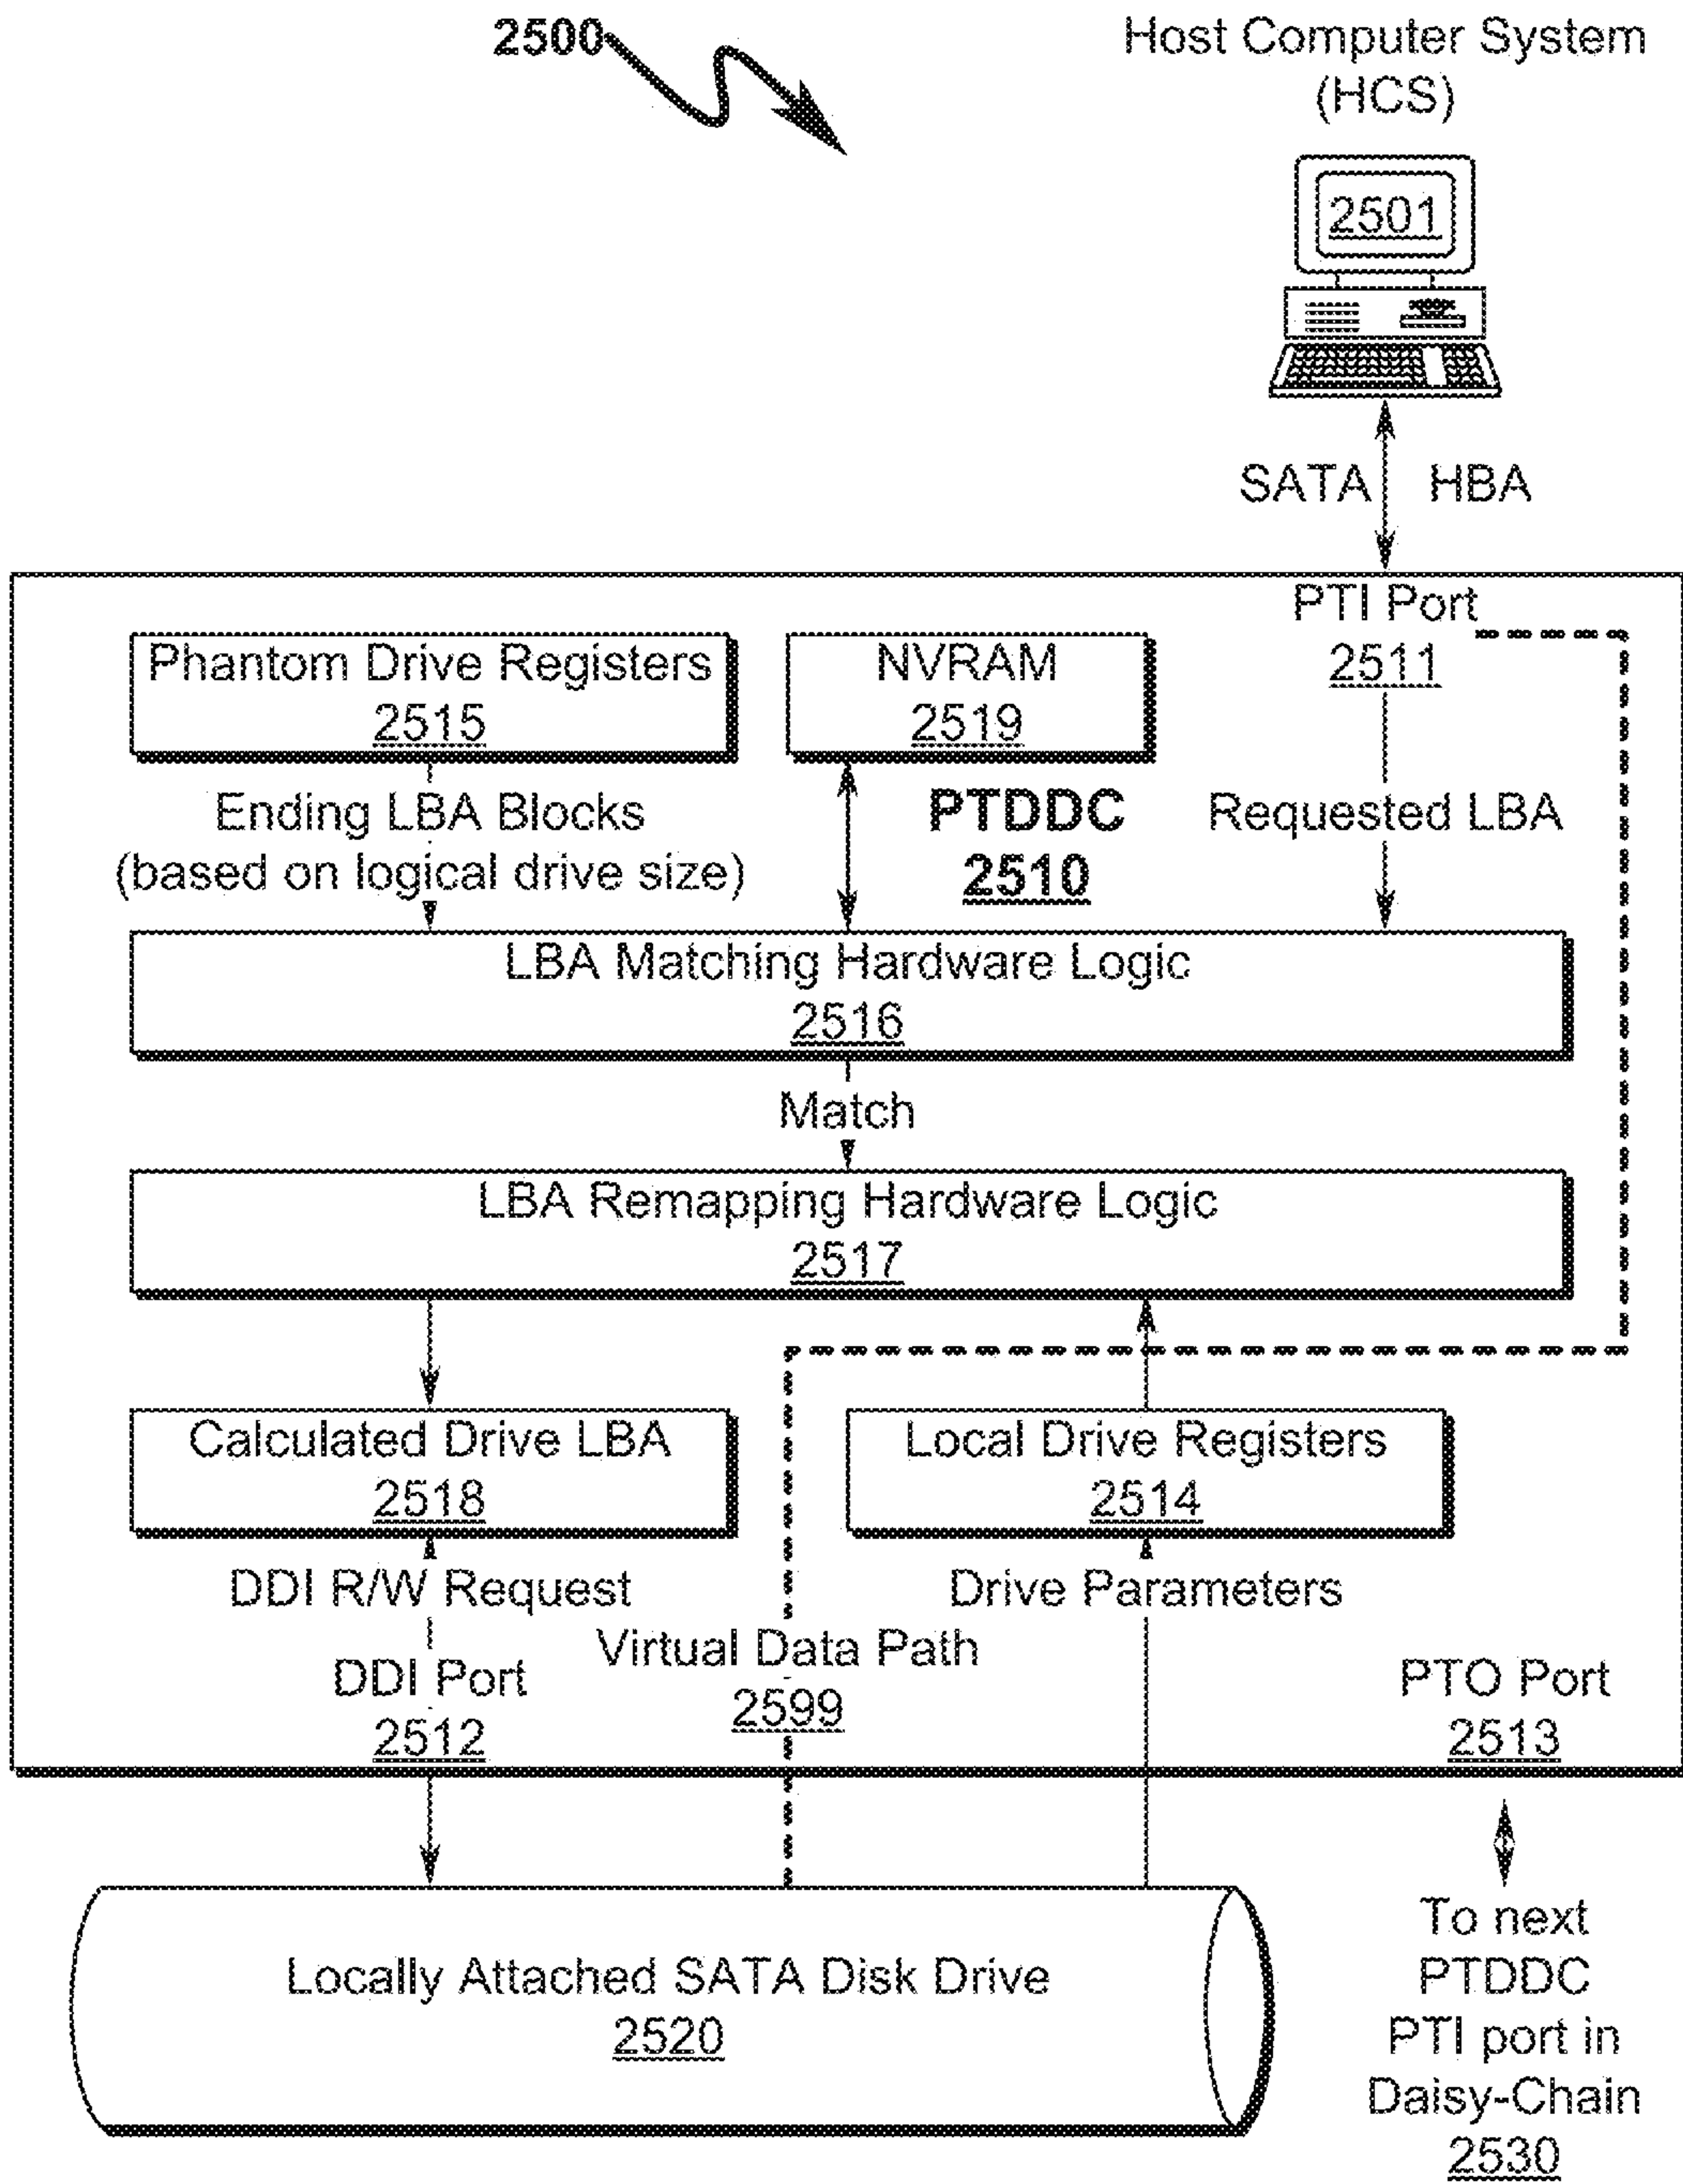 2500
Host Computer System
(HCS)
2501
SATA HBA
PTI Port
2511
Phantom Drive Registers
2515
NVRAM
2519
Ending LBA Blocks
(based on logical drive size)
PTDDC
2510
Requested LBA
LBA Matching Hardware Logic
2516
Match
LBA Remapping Hardware Logic
2517
Calculated Drive LBA
2518
Local Drive Registers
2514
DDI R/W Request
Drive Parameters
DDI Port
2512
Virtual Data Path
2599
PTO Port
2513
Locally Attached SATA Disk Drive
2520
To next
PTDDC
PTI port in
Daisy-Chain
2530